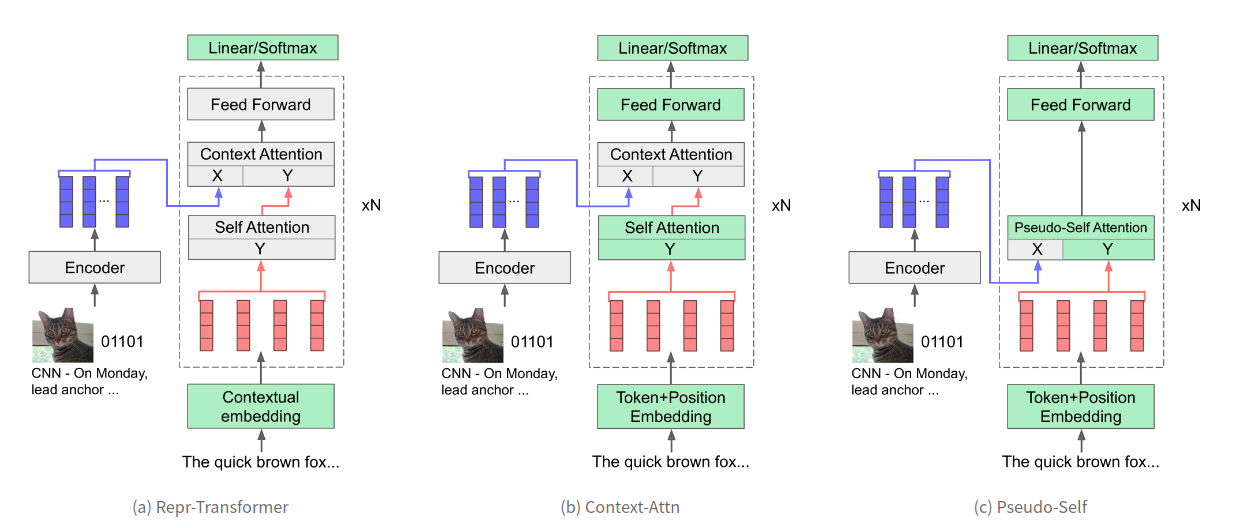 Linear/Softmax
Feed Forward
Context Attention
X Y
...
xN
Self Attention
Y
Encoder
01101
CNN - On Monday,
lead anchor ...
Contextual
embedding
The quick brown fox...
(a) Repr-Transformer
Linear/Softmax
Feed Forward
Context Attention
X Y
...
xN
Self Attention
Y
Encoder
01101
CNN - On Monday,
lead anchor ...
Token+Position
Embedding
The quick brown fox...
(b) Context-Attn
Linear/Softmax
Feed Forward
...
xN
Pseudo-Self Attention
X Y
Encoder
01101
CNN - On Monday,
lead anchor ...
Token+Position
Embedding
The quick brown fox...
(c) Pseudo-Self